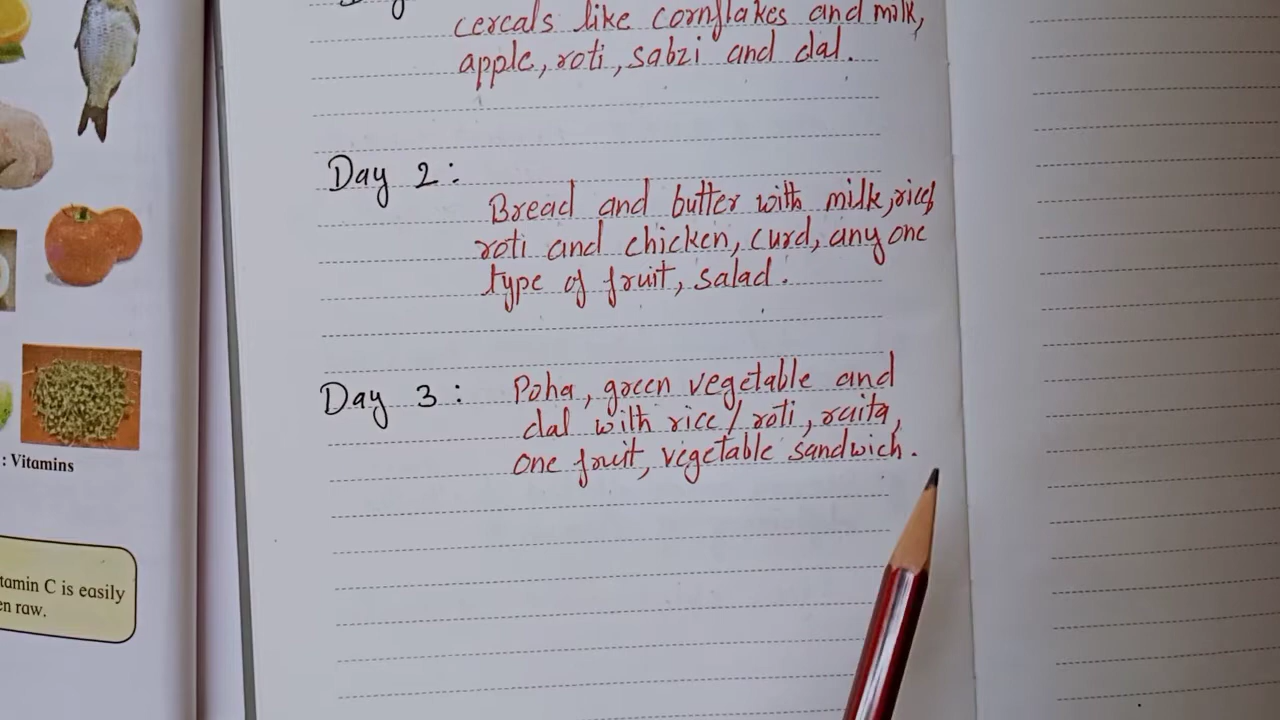 cereals like cornflakes and milk,
apple, roti, sabzi and dal.
Day 2:
Bread and butter with milk, rice/
roti and chicken, curd, any one
type of fruit, salad.
Day 3: Poha, green vegetable and
dal with rice/roti, raita,
one fruit, vegetable sandwich.
: Vitamins
tamin C is easily
en raw.